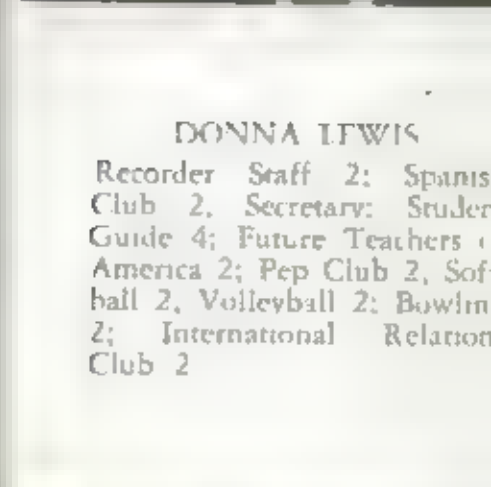 DONNA LEWIS
Recorder Staff 2; Spanis
Club 2, Secretary; Studen
Guide 4; Future Teachers
America 2; Pep Club 2, Sof
ball 2, Volleyball 2; Bowlin
2; International Relation
Club 2